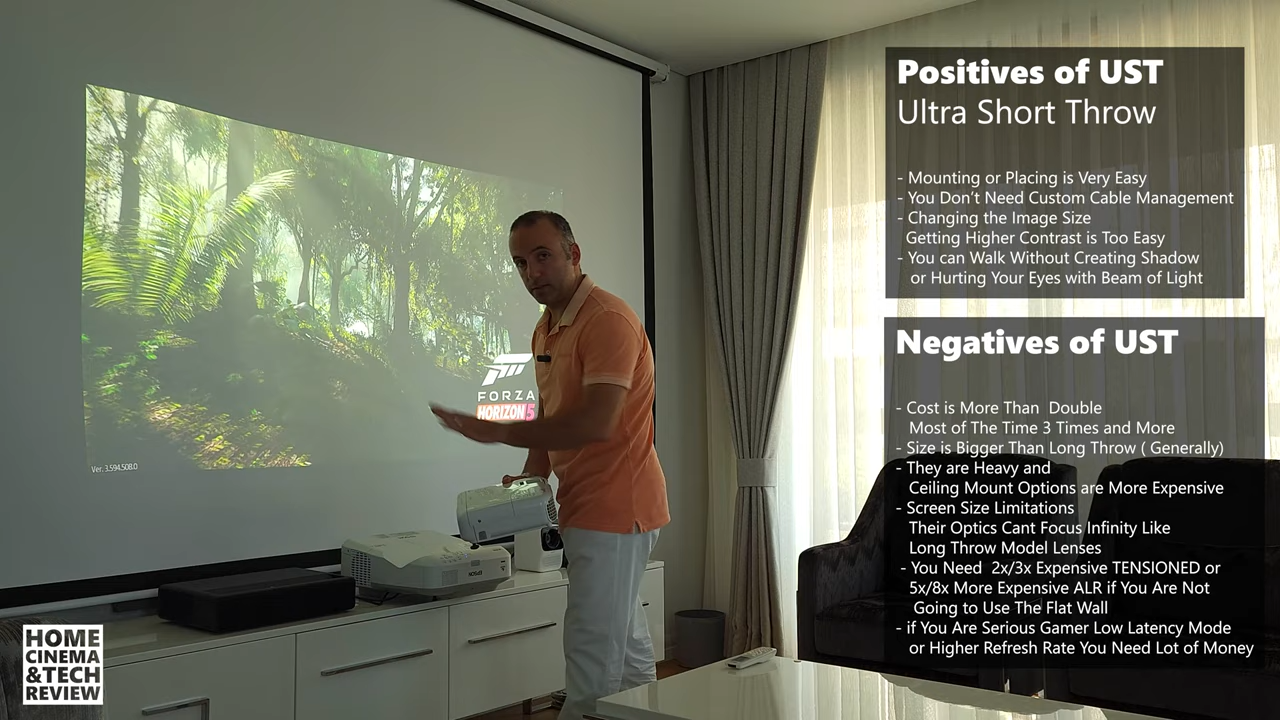 Positives of UST
Ultra Short Throw
- Mounting or Placing is Very Easy
- You Don't Need Custom Cable Management
- Changing the Image Size
Getting Higher Contrast is Too Easy
- You can Walk Without Creating Shadow
or Hurting Your Eyes with Beam of Light
Negatives of UST
- Cost is More Than Double
Most of The Time 3 Times and More
- Size is Bigger Than Long Throw ( Generally)
- They are Heavy and
Ceiling Mount Options are More Expensive
- Screen Size Limitations
Their Optics Cant Focus Infinity Like
Long Throw Model Lenses
- You Need 2x/3x Expensive TENSIONED or
5x/8x More Expensive ALR if You Are Not
Going to Use The Flat Wall
- if You Are Serious Gamer Low Latency Mode
or Higher Refresh Rate You Need Lot of Money
FORZA
HORIZON 5
Ver. 3.594.508.0
EPSON
HOME
CINEMA
& TECH
REVIEW